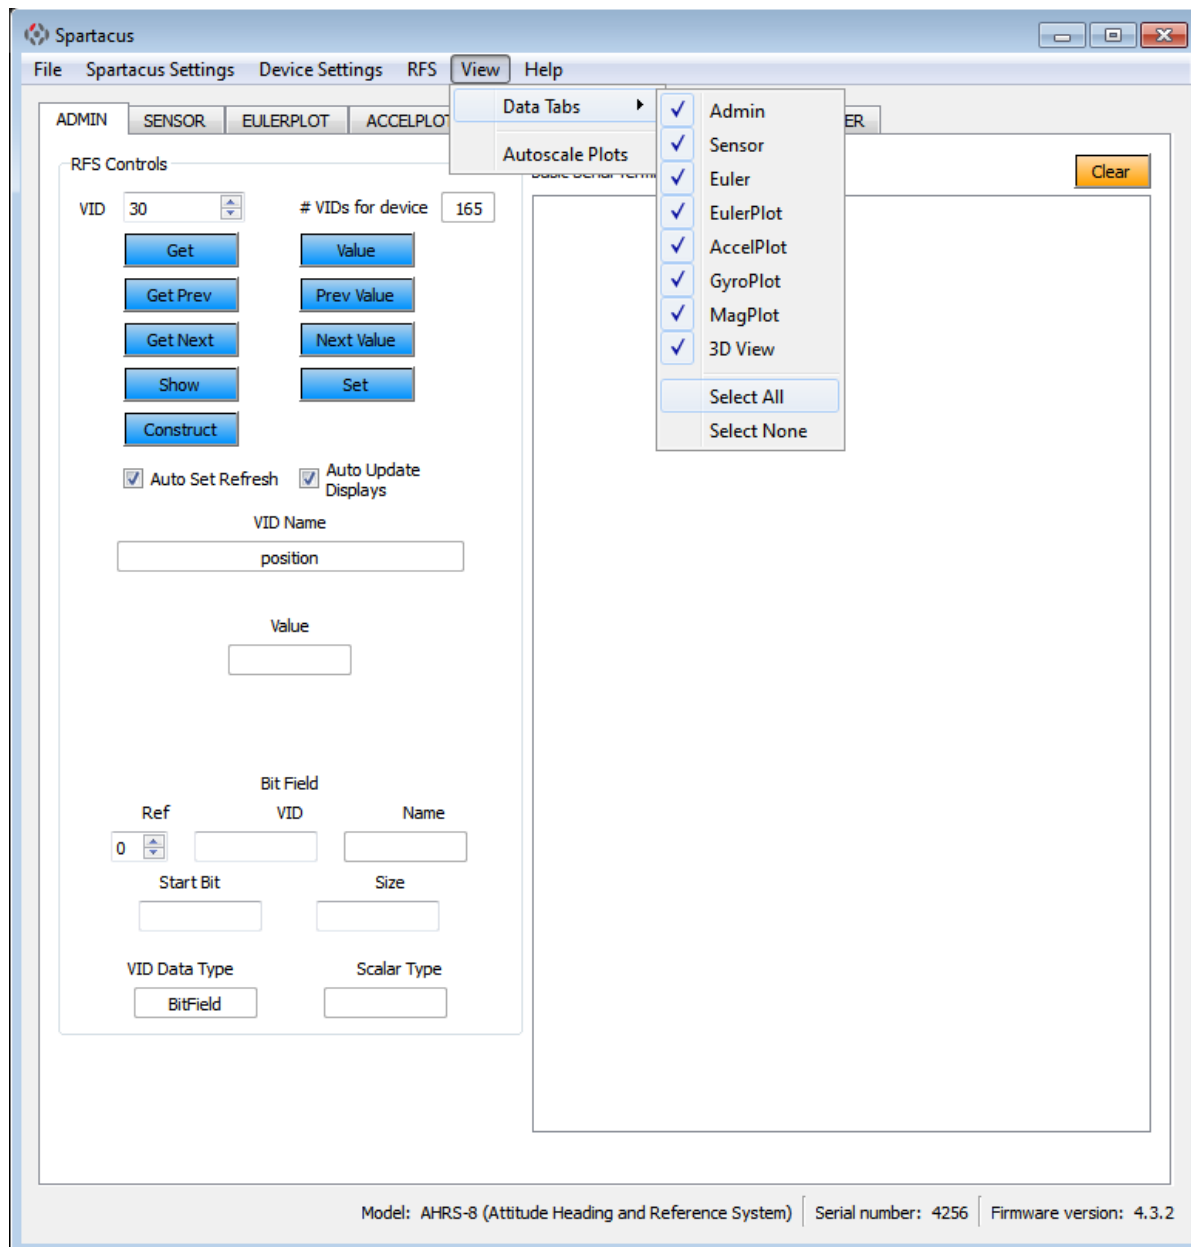 Spartacus
File Spartacus Settings Device Settings RFS View Help
ADMIN SENSOR EULERPLOT ACCELPLOT
ER
Data Tabs
Autoscale Plots
Admin
Sensor
Euler
EulerPlot
AccelPlot
GyroPlot
MagPlot
3D View
Select All
Select None
RFS Controls
VID 30 # VIDs for device 165
Get Value
Get Prev Prev Value
Get Next Next Value
Show Set
Construct
Auto Set Refresh Auto Update
Displays
VID Name
position
Value
Bit Field
Ref VID Name
0
Start Bit Size
VID Data Type Scalar Type
BitField
Basic Serial
Clear
Model: AHRS-8 (Attitude Heading and Reference System) Serial number: 4256 Firmware version: 4.3.2